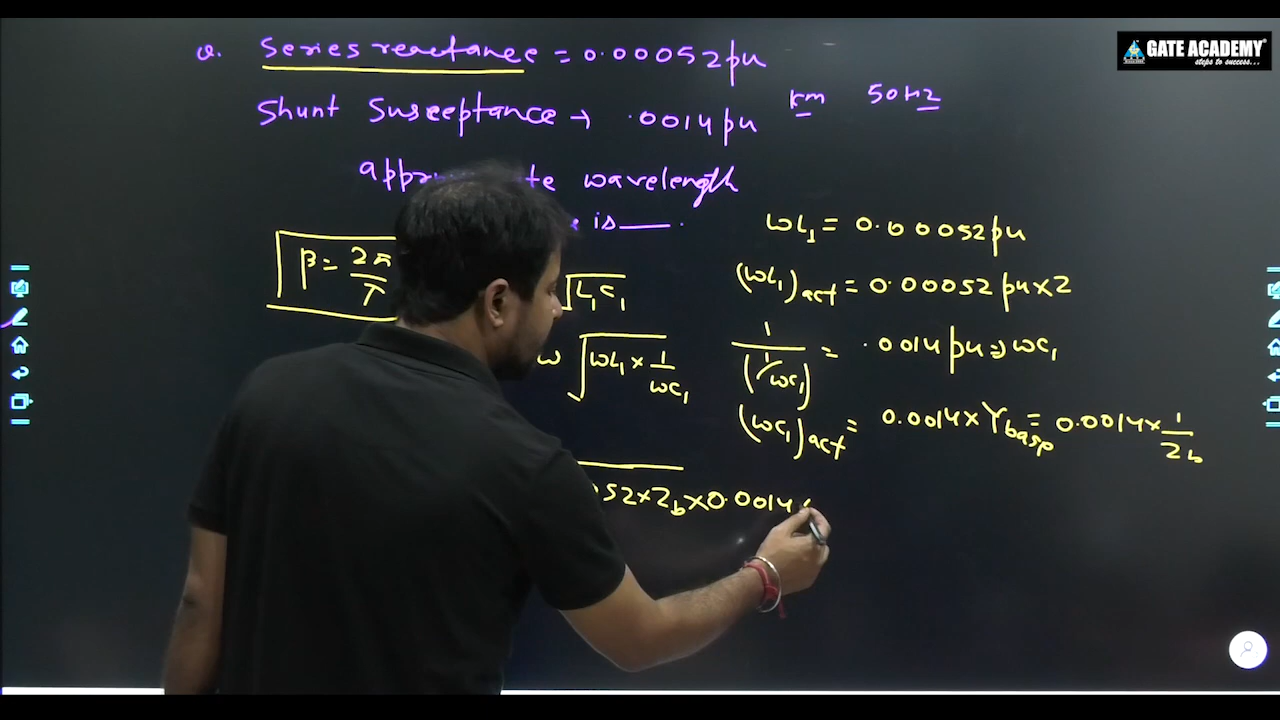 GATE ACADEMY
steps to success...
Q. Series reactance = 0.00052 pu
Shunt Susceptance → .0014 pu km 50Hz
wavelength
is ___.
β = 2π/λ
√L₁C₁
ω √ωL₁ × 1/ωC₁
ωL₁ = 0.00052 pu
(ωL₁)act = 0.00052 pu × Z
1/(1/ωC₁) = .0014 pu => ωC₁
(ωC₁)act = 0.0014 × Ybase = 0.0014 × 1/Zb
52 × Zb × 0.0014